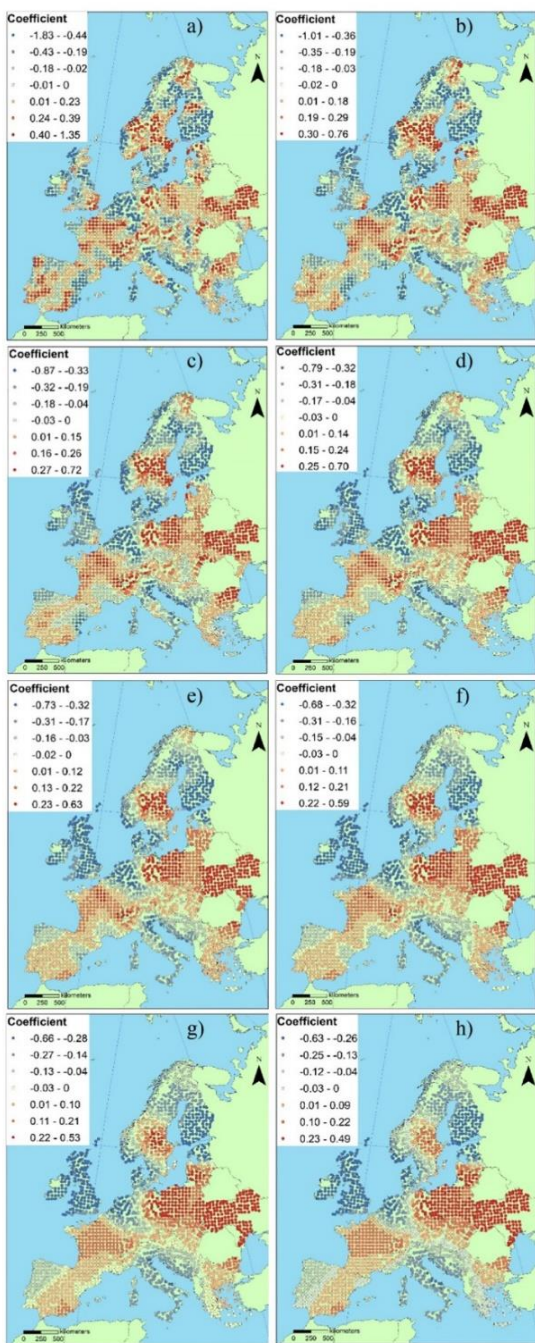 Coefficient
-1.83 - -0.44
-0.43 - -0.19
-0.18 - -0.02
-0.01 - 0
0.01 - 0.23
0.24 - 0.39
0.40 - 1.35
a)
N
0 250 500 Kilometers
Coefficient
-1.01 - -0.36
-0.35 - -0.19
-0.18 - -0.03
-0.02 - 0
0.01 - 0.18
0.19 - 0.29
0.30 - 0.76
b)
N
0 250 500 Kilometers
Coefficient
-0.87 - -0.33
-0.32 - -0.19
-0.18 - -0.04
-0.03 - 0
0.01 - 0.15
0.16 - 0.26
0.27 - 0.72
c)
N
0 250 500 Kilometers
Coefficient
-0.79 - -0.32
-0.31 - -0.18
-0.17 - -0.04
-0.03 - 0
0.01 - 0.14
0.15 - 0.24
0.25 - 0.70
d)
N
0 250 500 Kilometers
Coefficient
-0.73 - -0.32
-0.31 - -0.17
-0.16 - -0.03
-0.02 - 0
0.01 - 0.12
0.13 - 0.22
0.23 - 0.63
e)
N
0 250 500 Kilometers
Coefficient
-0.68 - -0.32
-0.31 - -0.16
-0.15 - -0.04
-0.03 - 0
0.01 - 0.11
0.12 - 0.21
0.22 - 0.59
f)
N
0 250 500 Kilometers
Coefficient
-0.66 - -0.28
-0.27 - -0.14
-0.13 - -0.04
-0.03 - 0
0.01 - 0.10
0.11 - 0.21
0.22 - 0.53
g)
N
0 250 500 Kilometers
Coefficient
-0.63 - -0.26
-0.25 - -0.13
-0.12 - -0.04
-0.03 - 0
0.01 - 0.09
0.10 - 0.22
0.23 - 0.49
h)
N
0 250 500 Kilometers